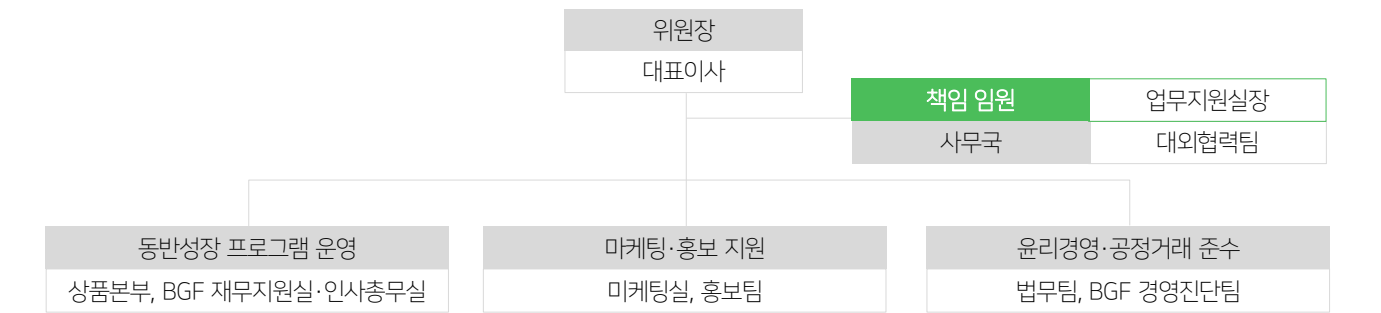 위원장
대표이사
책임 임원
업무지원실장
사무국
대외협력팀
동반성장 프로그램 운영
상품본부, BGF 재무지원실·인사총무실
마케팅·홍보 지원
미케팅실, 홍보팀
윤리경영·공정거래 준수
법무팀, BGF 경영진단팀